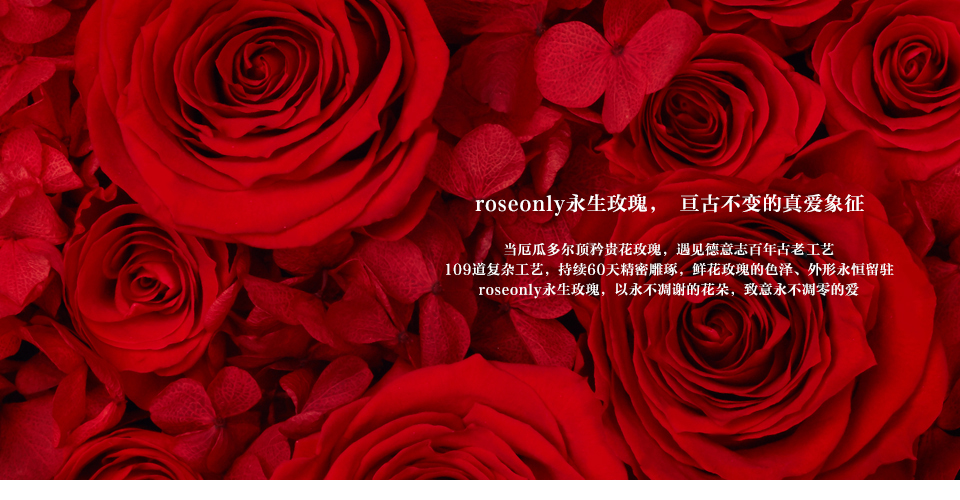 roseonly永生玫瑰， 亘古不变的真爱象征
当厄瓜多尔顶矜贵花玫瑰，遇见德意志百年古老工艺
109道复杂工艺，持续60天精密雕琢，鲜花玫瑰的色泽、外形永恒留驻
roseonly永生玫瑰，以永不凋谢的花朵，致意永不凋零的爱